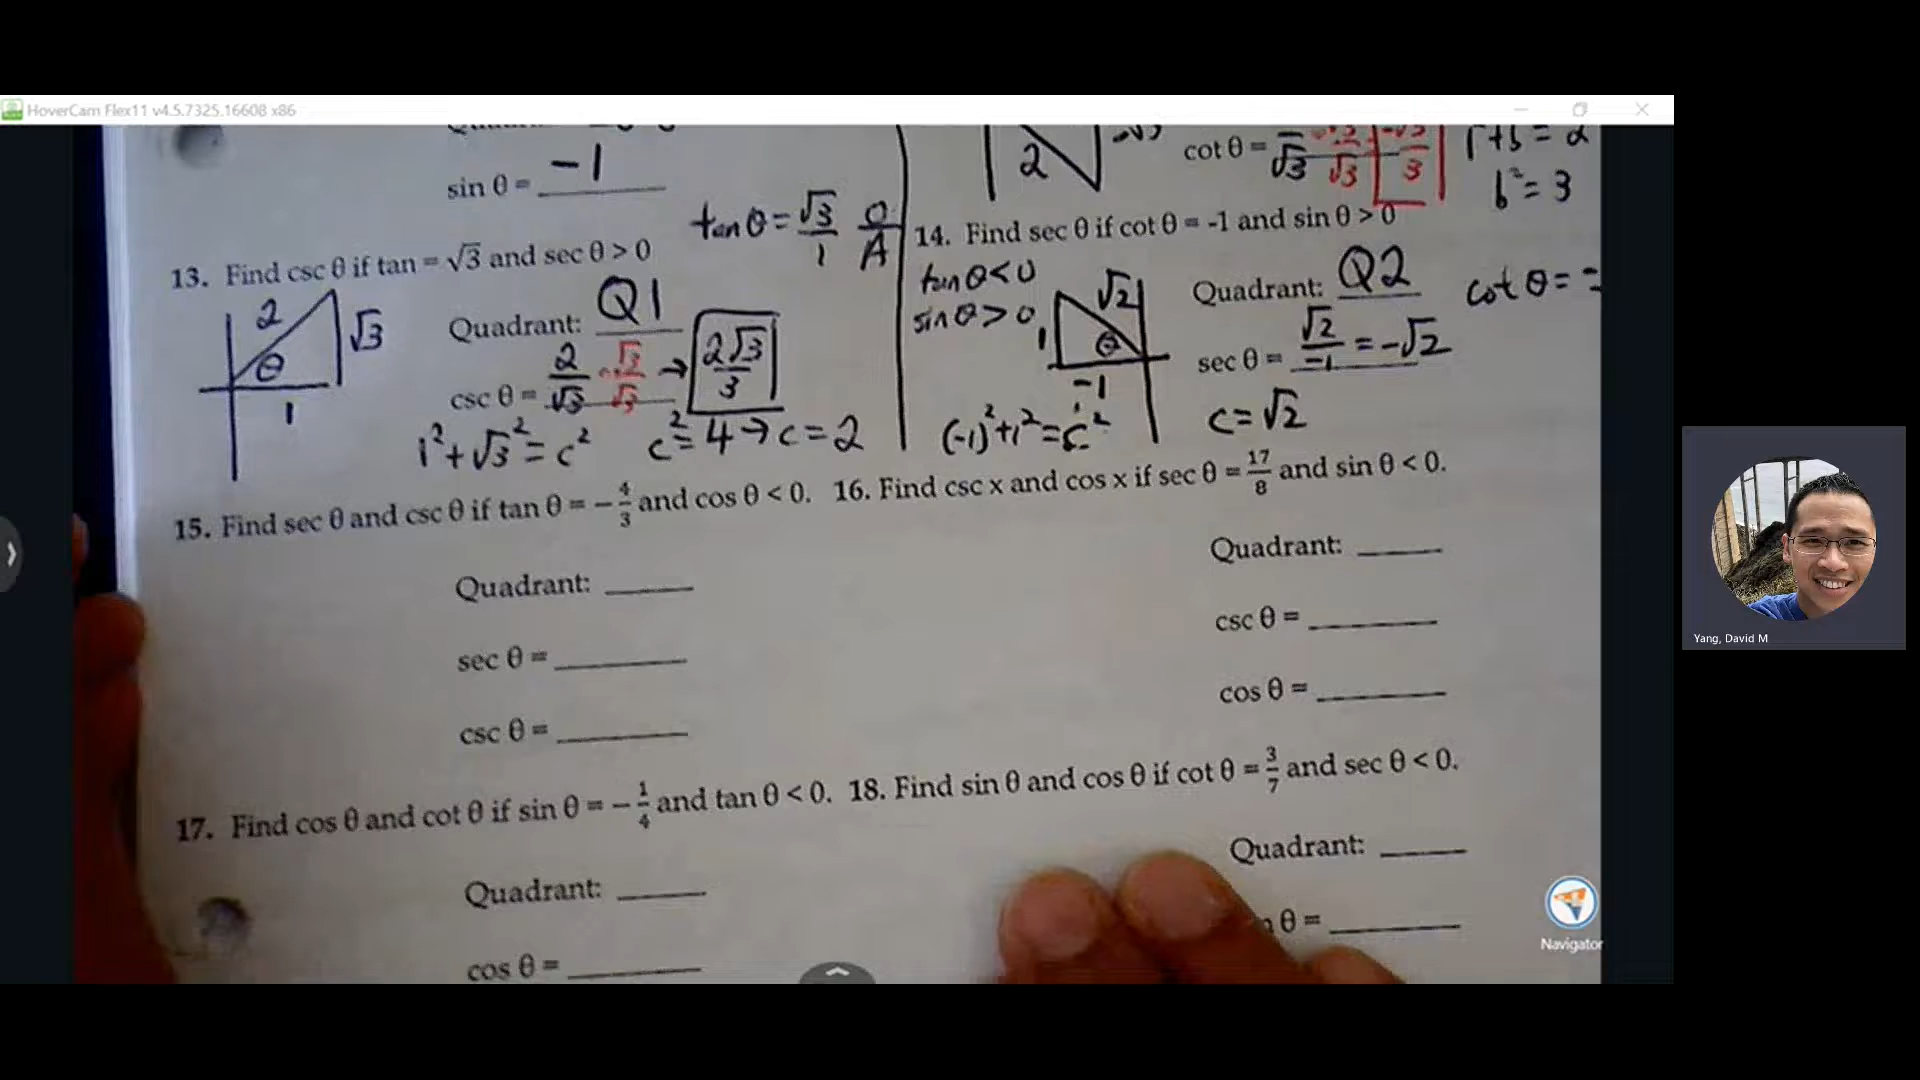 HoverCam Flex11 v4.5.7325.16608 x86
sin θ = -1
2
cot θ =
b² = 3
13. Find csc θ if tan = √3 and sec θ > 0
tan θ = √3/1 O/A
2
√3
θ
1
Quadrant: Q1
csc θ = 2/√3 · √3/√3 → 2√3/3
1² + √3² = c² c² = 4 → c = 2
14. Find sec θ if cot θ = -1 and sin θ > 0
tan θ < 0
sin θ > 0
√2
1
θ
-1
Quadrant: Q2
cot θ =
sec θ = √2/-1 = -√2
(-1)² + 1² = c²
c = √2
15. Find sec θ and csc θ if tan θ = - 4/3 and cos θ < 0.
Quadrant:
sec θ =
csc θ =
16. Find csc x and cos x if sec θ = 17/8 and sin θ < 0.
Quadrant:
csc θ =
cos θ =
17. Find cos θ and cot θ if sin θ = - 1/4 and tan θ < 0.
Quadrant:
cos θ =
18. Find sin θ and cos θ if cot θ = 3/7 and sec θ < 0.
Quadrant:
θ =
Navigator
Yang, David M